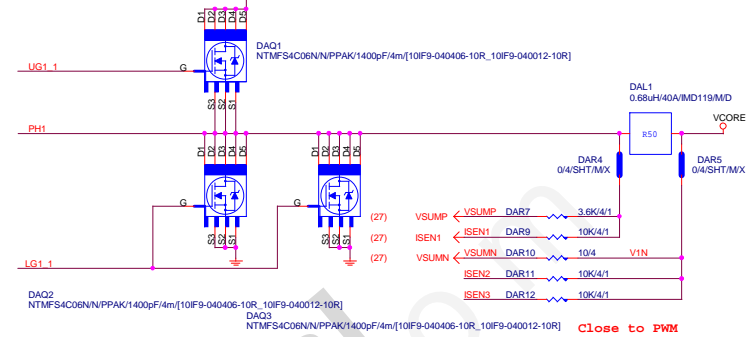 D1 D2 D3 D4 D5
DAQ1
NTMFS4C06N/N/PPAK/1400pF/4m/[10IF9-040406-10R_10IF9-040012-10R]
UG1_1
G
S3 S2 S1
DAL1
0.68uH/40A/IMD119/M/D
VCORE
PH1
R50
D1 D2 D3 D4 D5
D1 D2 D3 D4 D5
DAR4
0/4/SHT/M/X
DAR5
0/4/SHT/M/X
G
G
(27) VSUMP VSUMP DAR7 3.6K/4/1
(27) ISEN1 ISEN1 DAR9 10K/4/1
S3 S2 S1
S3 S2 S1
(27) VSUMN VSUMN DAR10 10/4 V1N
LG1_1
ISEN2 DAR11 10K/4/1
ISEN3 DAR12 10K/4/1
DAQ2
NTMFS4C06N/N/PPAK/1400pF/4m/[10IF9-040406-10R_10IF9-040012-10R]
DAQ3
NTMFS4C06N/N/PPAK/1400pF/4m/[10IF9-040406-10R_10IF9-040012-10R]
Close to PWM